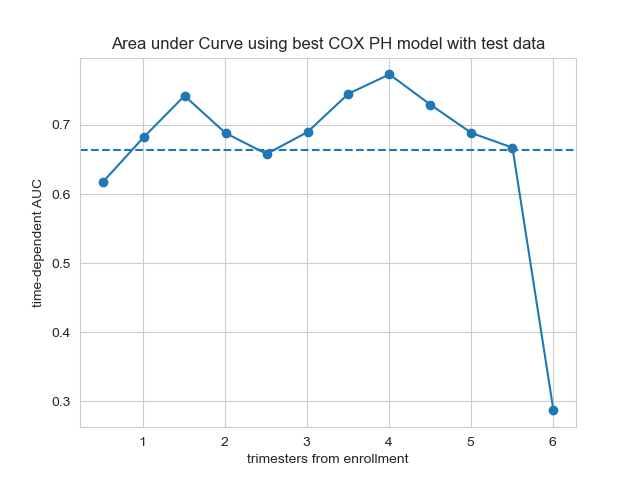 Area under Curve using best COX PH model with test data
time-dependent AUC
0.7
0.6
0.5
0.4
0.3
1 2 3 4 5 6
trimesters from enrollment